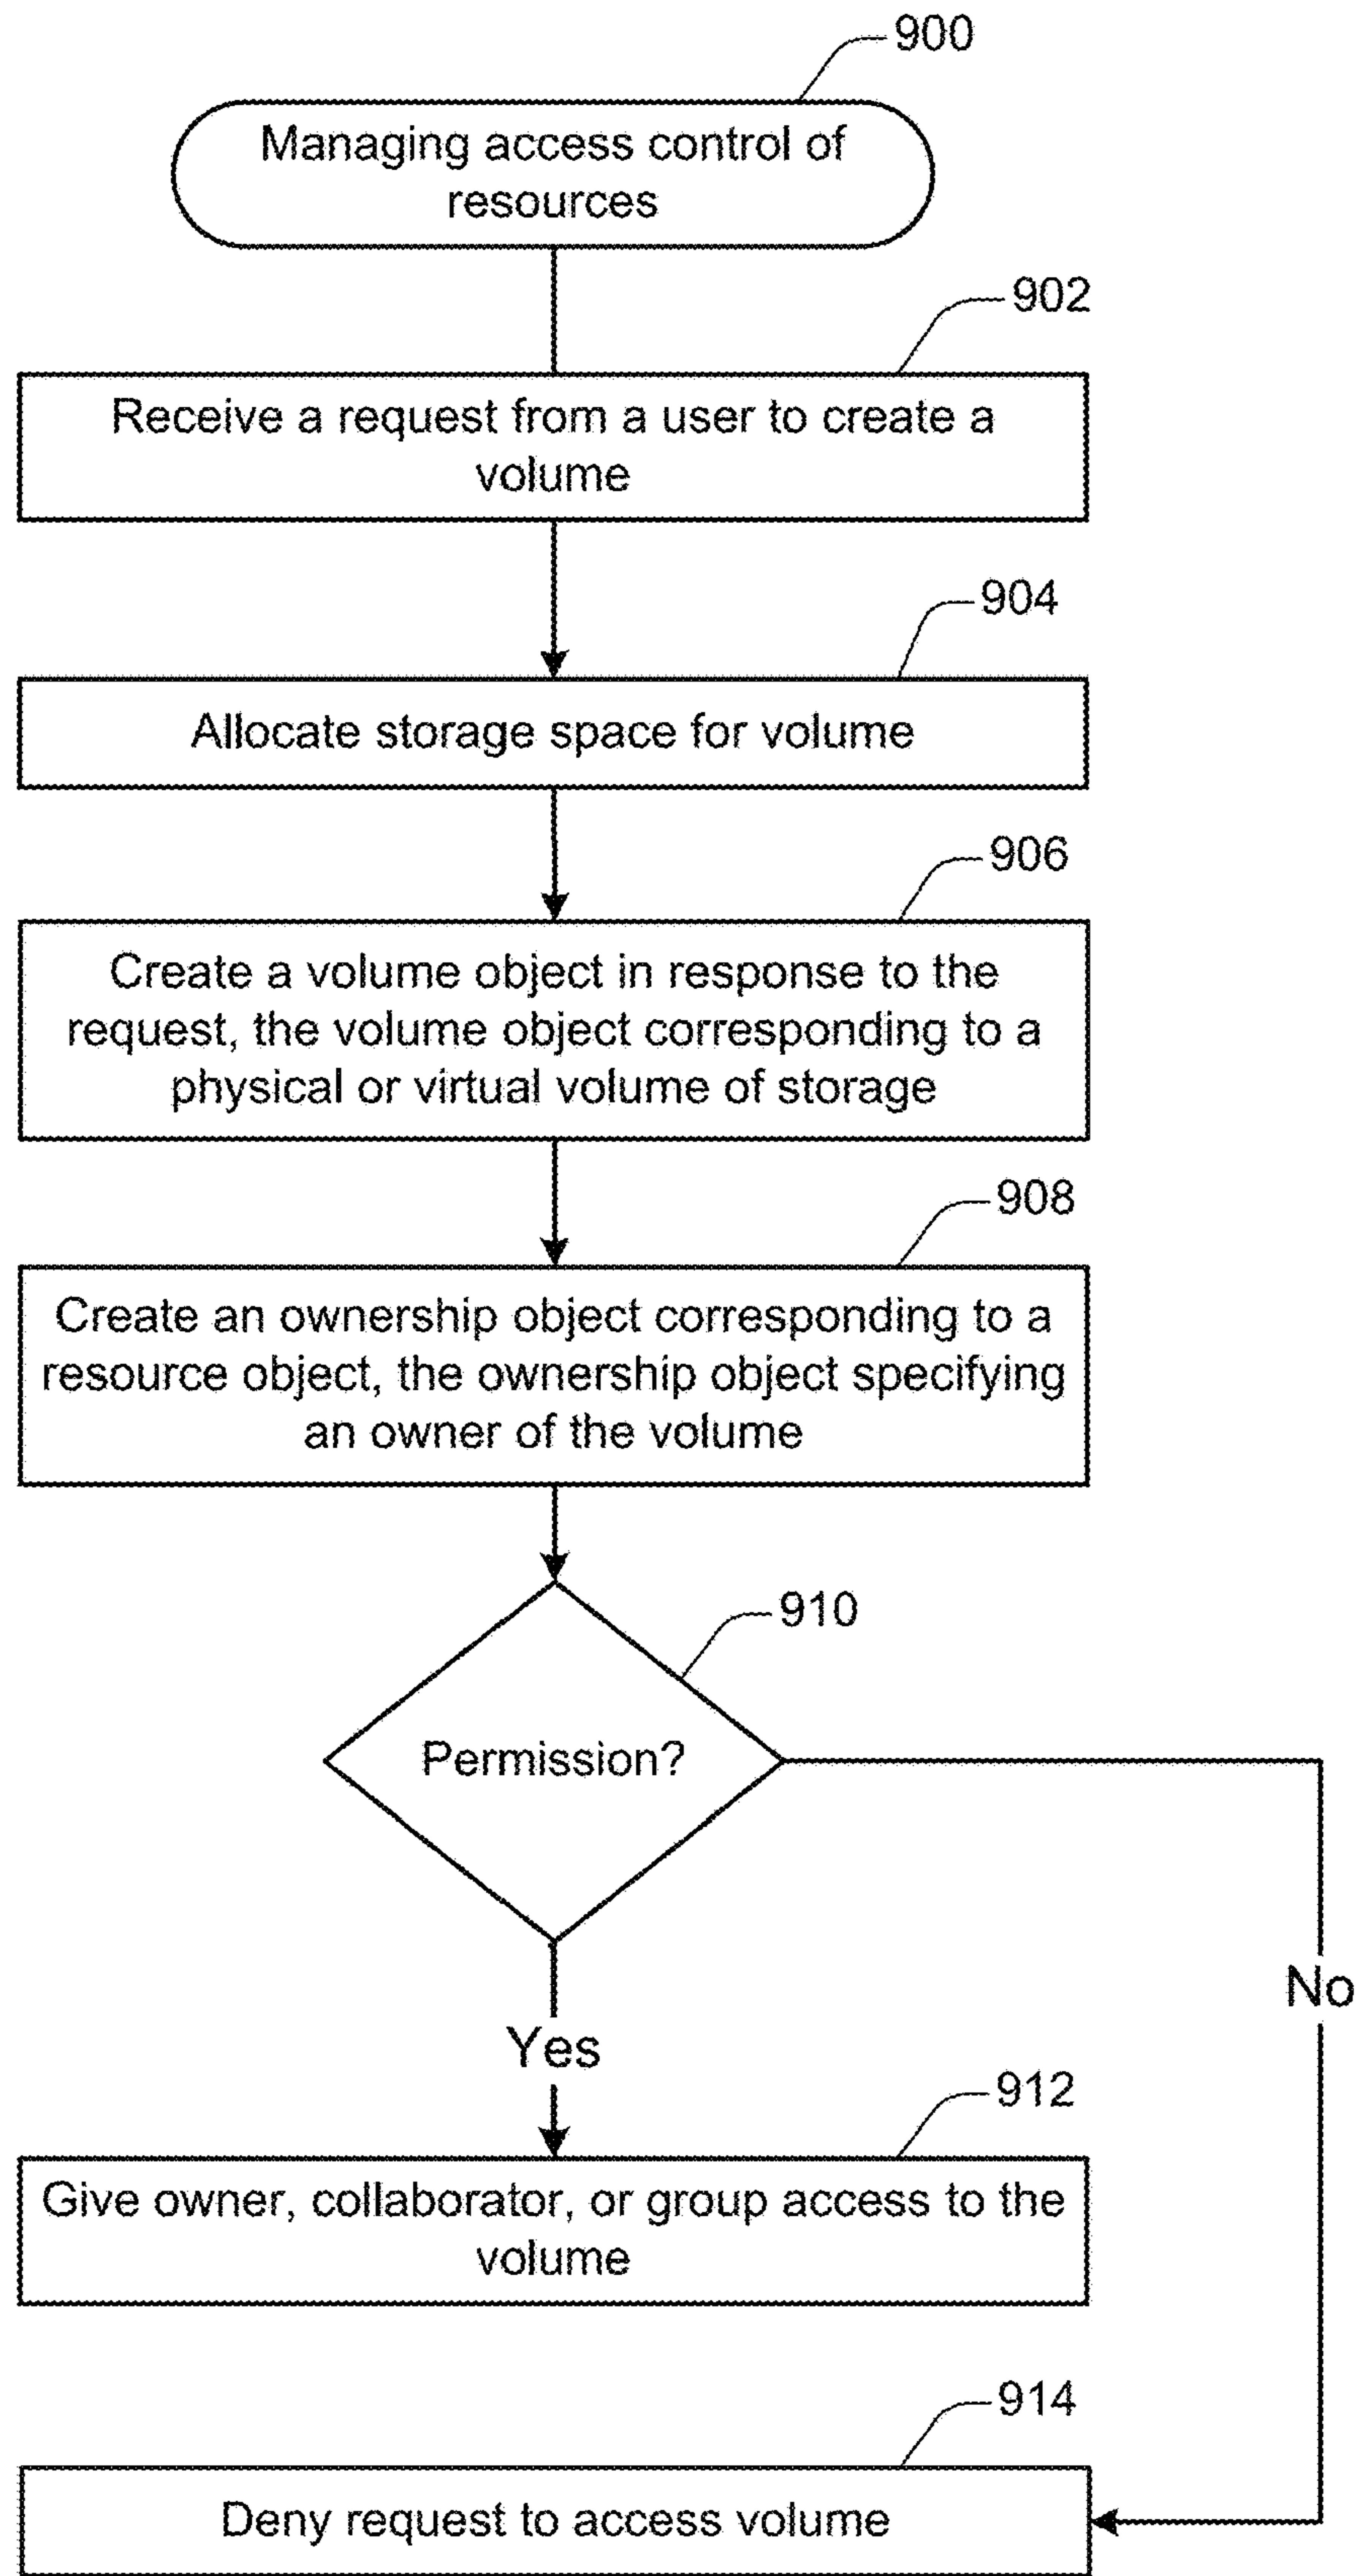 900
Managing access control of
resources
902
Receive a request from a user to create a
volume
904
Allocate storage space for volume
906
Create a volume object in response to the
request, the volume object corresponding to a
physical or virtual volume of storage
908
Create an ownership object corresponding to a
resource object, the ownership object specifying
an owner of the volume
910
Permission?
No
Yes
912
Give owner, collaborator, or group access to the
volume
914
Deny request to access volume